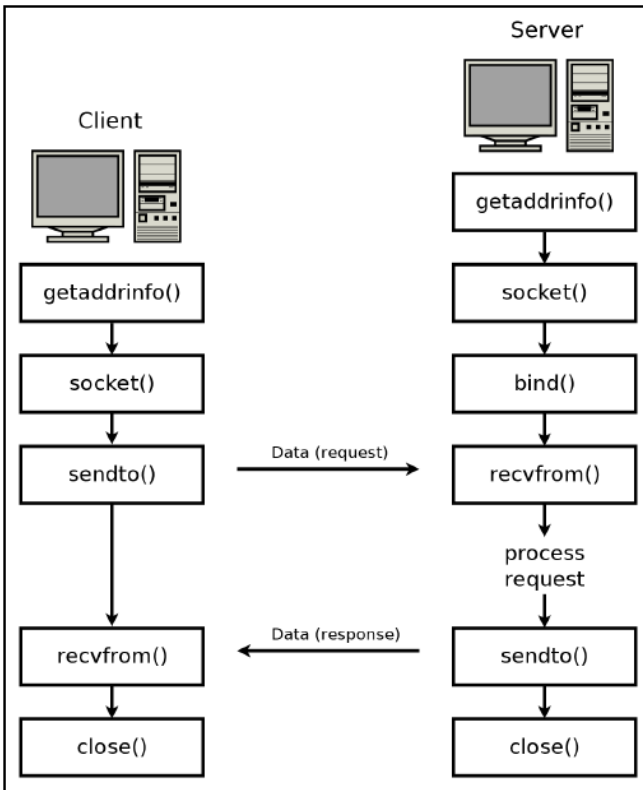 Server
Client
getaddrinfo()
getaddrinfo()
socket()
socket()
bind()
sendto()
Data (request)
recvfrom()
process
request
recvfrom()
Data (response)
sendto()
close()
close()